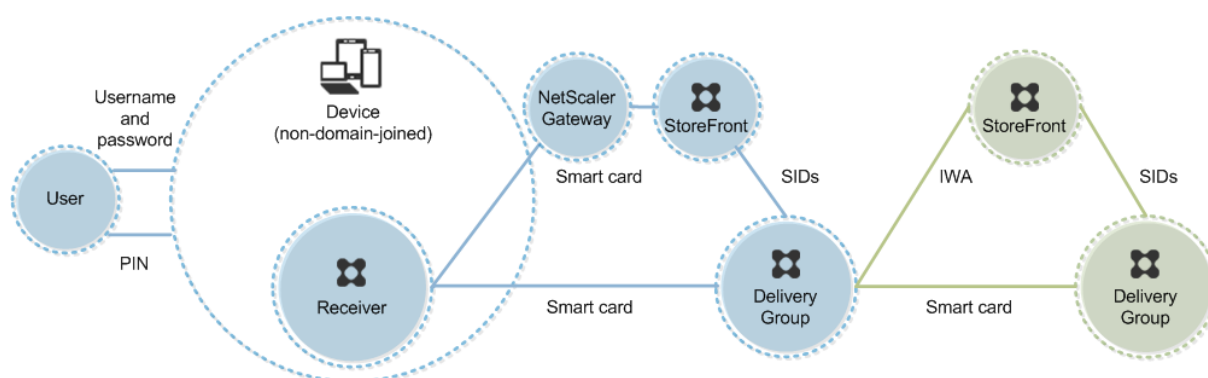 Username
and
password
User
PIN
Device
(non-domain-joined)
Receiver
NetScaler
Gateway
StoreFront
Smart card
SIDs
Smart card
Delivery
Group
IWA
StoreFront
SIDs
Smart card
Delivery
Group